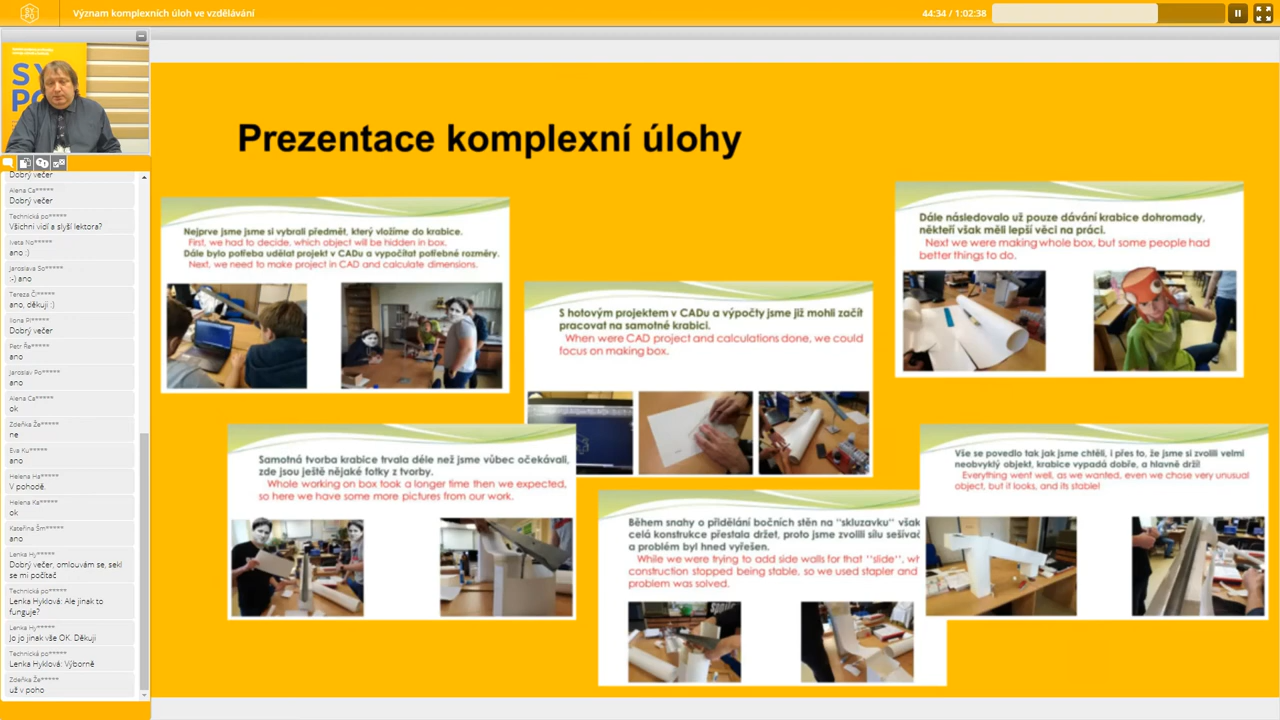 SY
PO
Význam komplexních úloh ve vzdělávání
44:34 / 1:02:38
SY
PO
Dobrý večer
Alena Ca*****
Dobrý večer
Technická po*****
Všichni vidí a slyší lektora?
Iveta No*****
ano :)
Jaroslava So*****
:-) ano
Tereza Či*****
ano, děkuji :)
Ilona Pi*****
Dobrý večer
Petr Ře*****
ano
Jaroslav Po*****
ano
Alena Ca*****
ok
Zdeňka Že*****
ne
Eva Ku*****
ano
Helena Ha*****
V pohodě.
Helena Ka*****
ok
Kateřina Šm*****
ano
Lenka Hy*****
Dobrý večer, omlouvám se, sekl
se mi počítač
Technická po*****
Lenka Hyklová: Ale jinak to
funguje?
Lenka Hy*****
Jo jo jinak vše OK. Děkuji
Technická po*****
Lenka Hyklová: Výborně
Zdeňka Že*****
už v poho
Prezentace komplexní úlohy
Nejprve jsme jsme si vybrali předmět, který vložíme do krabice.
First, we had to decide, which object will be hidden in box.
Dále bylo potřeba udělat projekt v CADu a vypočítat potřebné rozměry.
Next, we need to make project in CAD and calculate dimensions.
S hotovým projektem v CADu a výpočty jsme již mohli začít
pracovat na samotné krabici.
When were CAD project and calculations done, we could
focus on making box.
Dále následovalo už pouze dávání krabice dohromady,
někteří však měli lepší věci na práci.
Next we were making whole box, but some people had
better things to do.
Samotná tvorba krabice trvala déle než jsme vůbec očekávali,
zde jsou ještě nějaké fotky z tvorby.
Whole working on box took a longer time then we expected,
so here we have some more pictures from our work.
Během snahy o přidělání bočních stěn na "skluzavku" však
celá konstrukce přestala držet, proto jsme zvolili sílu sešívač
a problém byl hned vyřešen.
While we were trying to add side walls for that ''slide'', wh
construction stopped being stable, so we used stapler and
problem was solved.
Vše se povedlo tak jak jsme chtěli, i přes to, že jsme si zvolili velmi
neobvyklý objekt, krabice vypadá dobře, a hlavně drží!
Everything went well, as we wanted, even we chose very unusual
object, but it looks, and its stable!